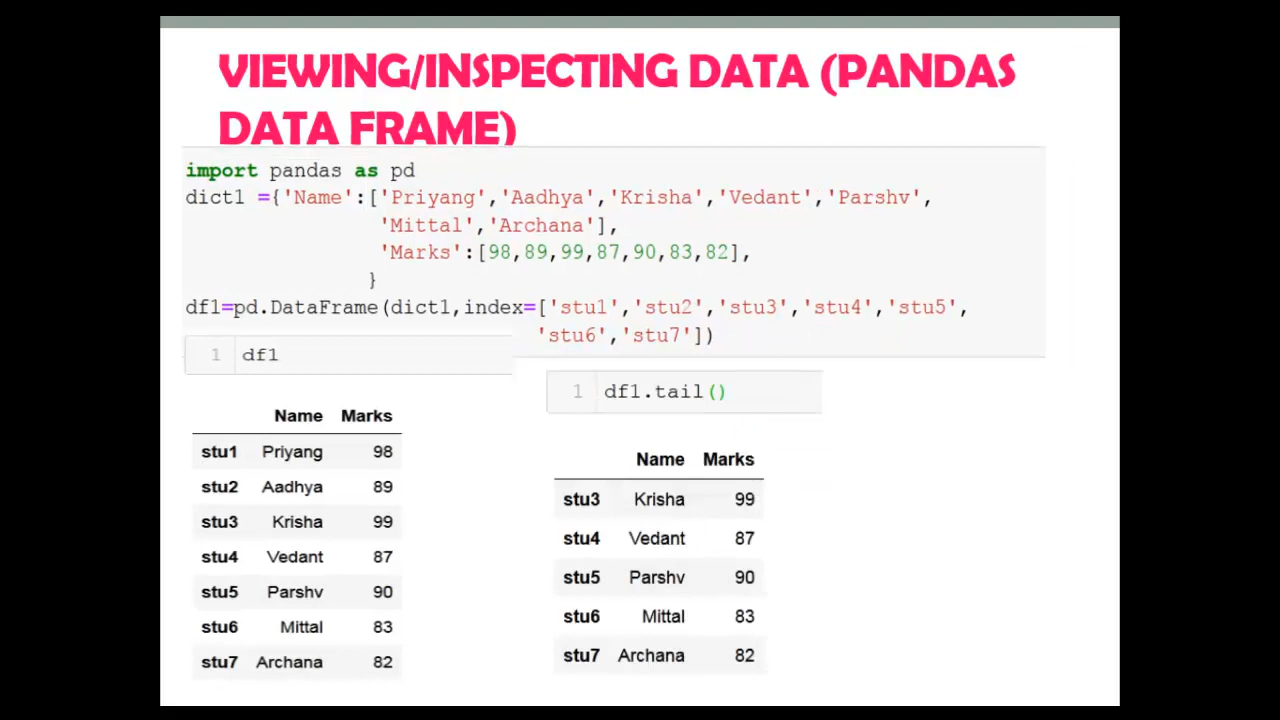 VIEWING/INSPECTING DATA (PANDAS
DATA FRAME)
import pandas as pd
dict1 ={'Name':['Priyang','Aadhya','Krisha','Vedant','Parshv',
'Mittal','Archana'],
'Marks':[98,89,99,87,90,83,82],
}
df1=pd.DataFrame(dict1,index=['stu1','stu2','stu3','stu4','stu5',
'stu6','stu7'])
1 df1
Name Marks
stu1 Priyang 98
stu2 Aadhya 89
stu3 Krisha 99
stu4 Vedant 87
stu5 Parshv 90
stu6 Mittal 83
stu7 Archana 82
1 df1.tail()
Name Marks
stu3 Krisha 99
stu4 Vedant 87
stu5 Parshv 90
stu6 Mittal 83
stu7 Archana 82